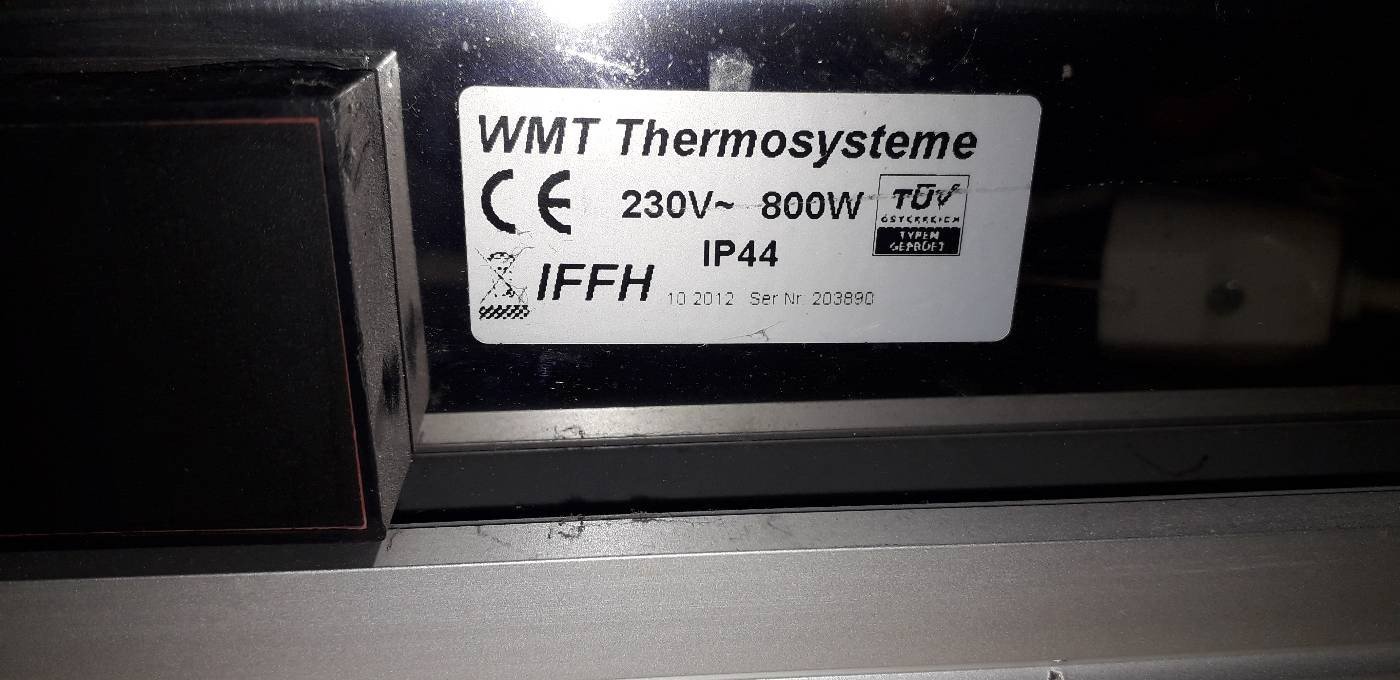 WMT Thermosysteme
CE 230V~ 800W
TÜV
ÖSTERREICH
TYPEN
GEPRÜFT
IP44
IFFH 10 2012 Ser Nr 203890